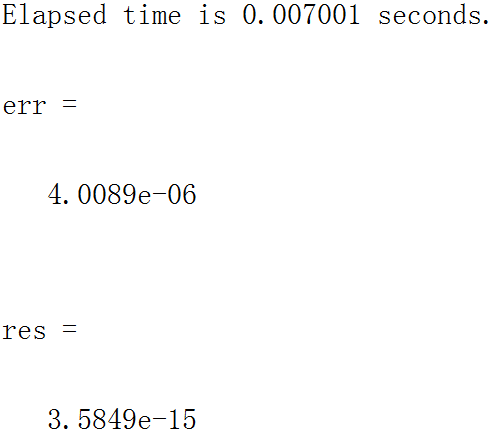 Elapsed time is 0.007001 seconds.
err =
4.0089e-06
res =
3.5849e-15